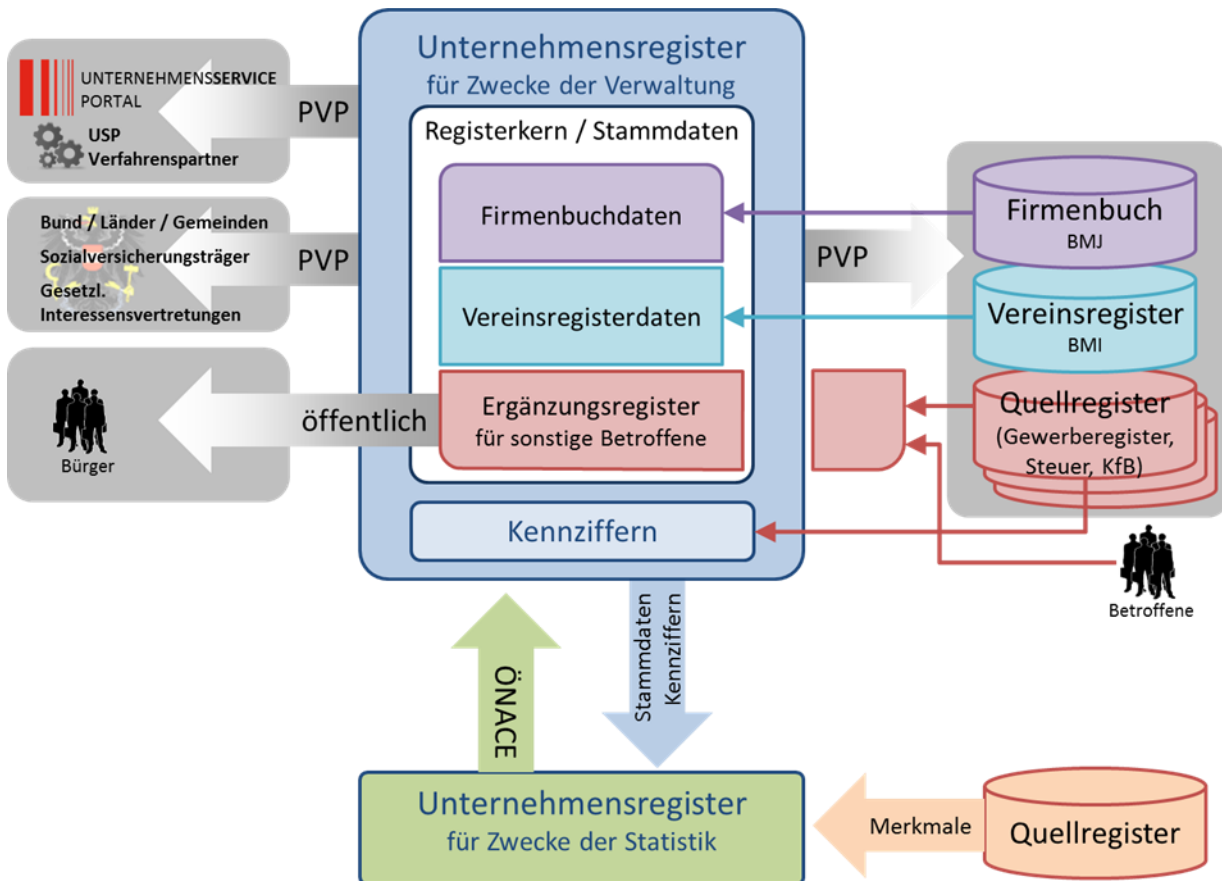 Unternehmensregister
für Zwecke der Verwaltung
UNTERNEHMENSSERVICE
PORTAL
USP
Verfahrenspartner
PVP
Bund / Länder / Gemeinden
Sozialversicherungsträger
Gesetzl.
Interessensvertretungen
PVP
Bürger
öffentlich
Registerkern / Stammdaten
Firmenbuchdaten
Vereinsregisterdaten
Ergänzungsregister
für sonstige Betroffene
Kennziffern
PVP
Firmenbuch
BMJ
Vereinsregister
BMI
Quellregister
(Gewerberegister,
Steuer, KfB)
Betroffene
ÖNACE
Stammdaten
Kennziffern
Unternehmensregister
für Zwecke der Statistik
Merkmale
Quellregister